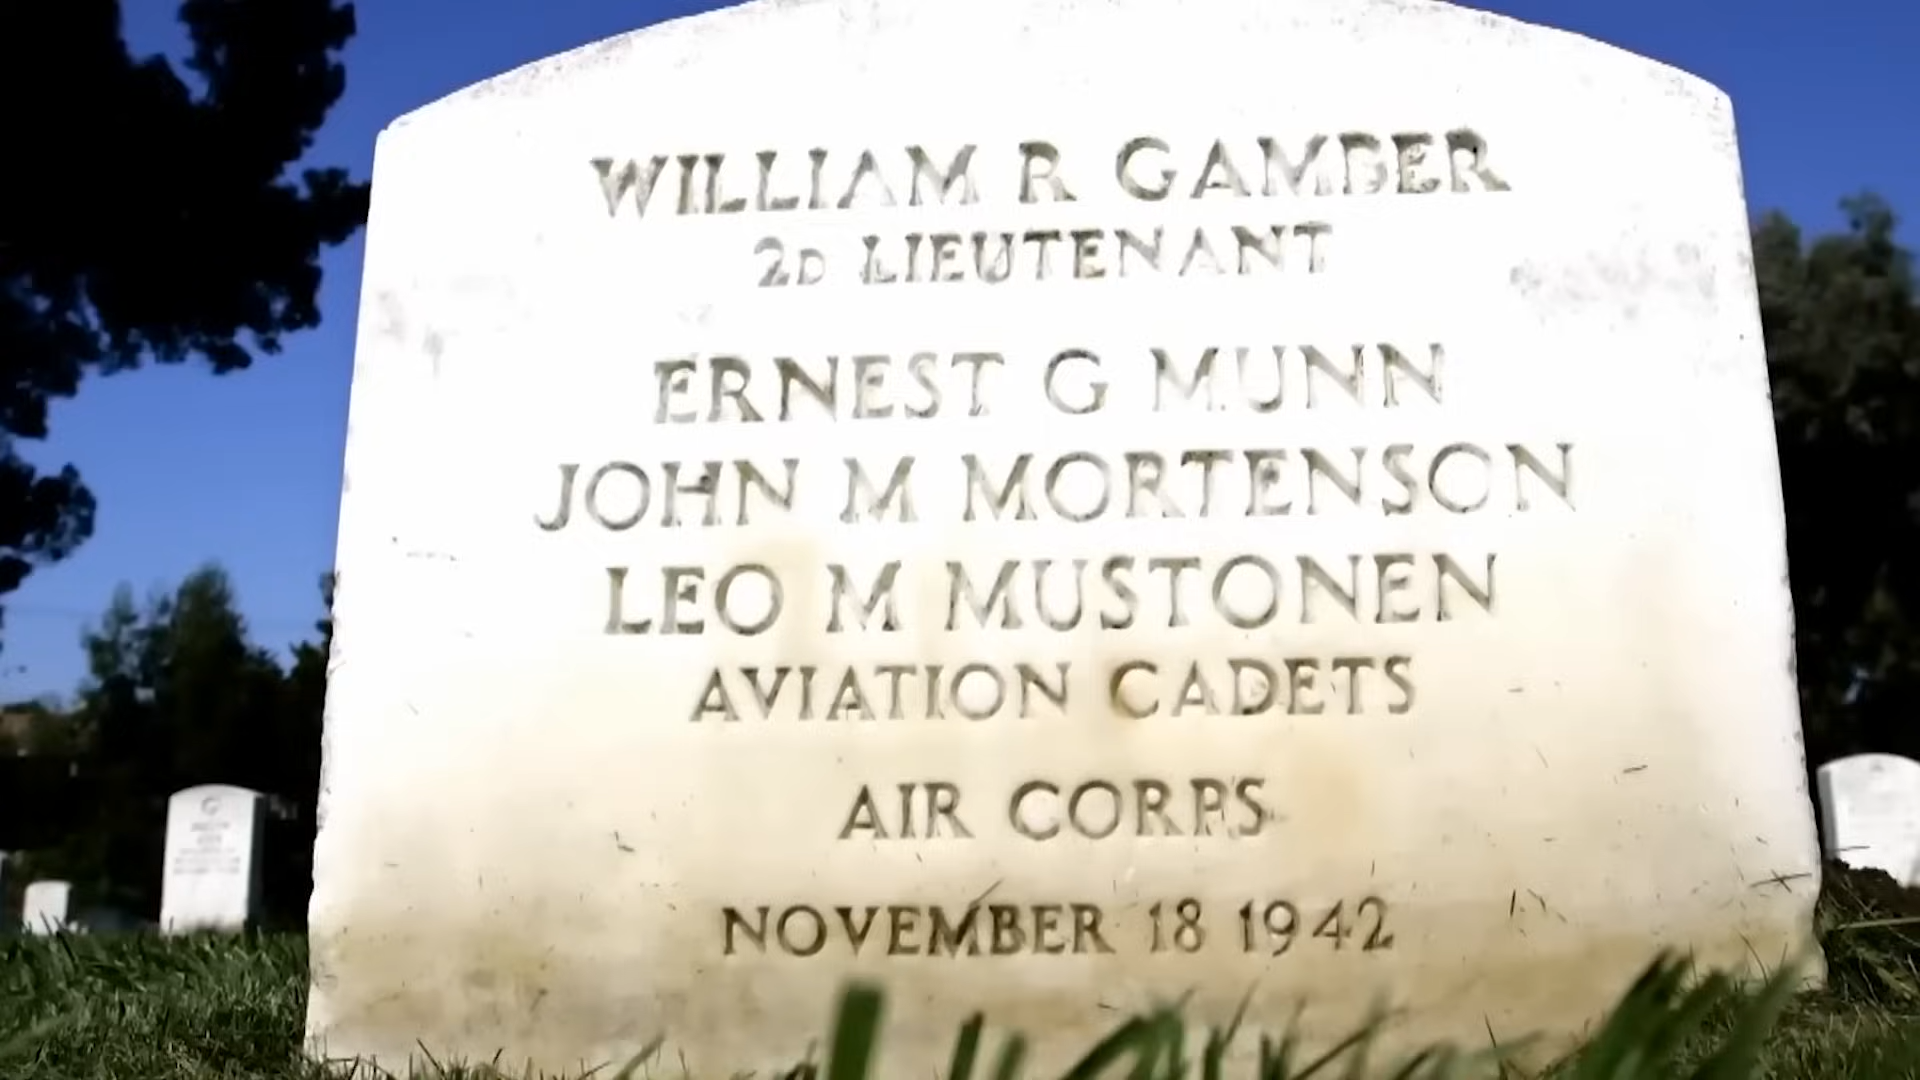 WILLIAM R GAMBER
2D LIEUTENANT
ERNEST G MUNN
JOHN M MORTENSON
LEO M MUSTONEN
AVIATION CADETS
AIR CORPS
NOVEMBER 18 1942